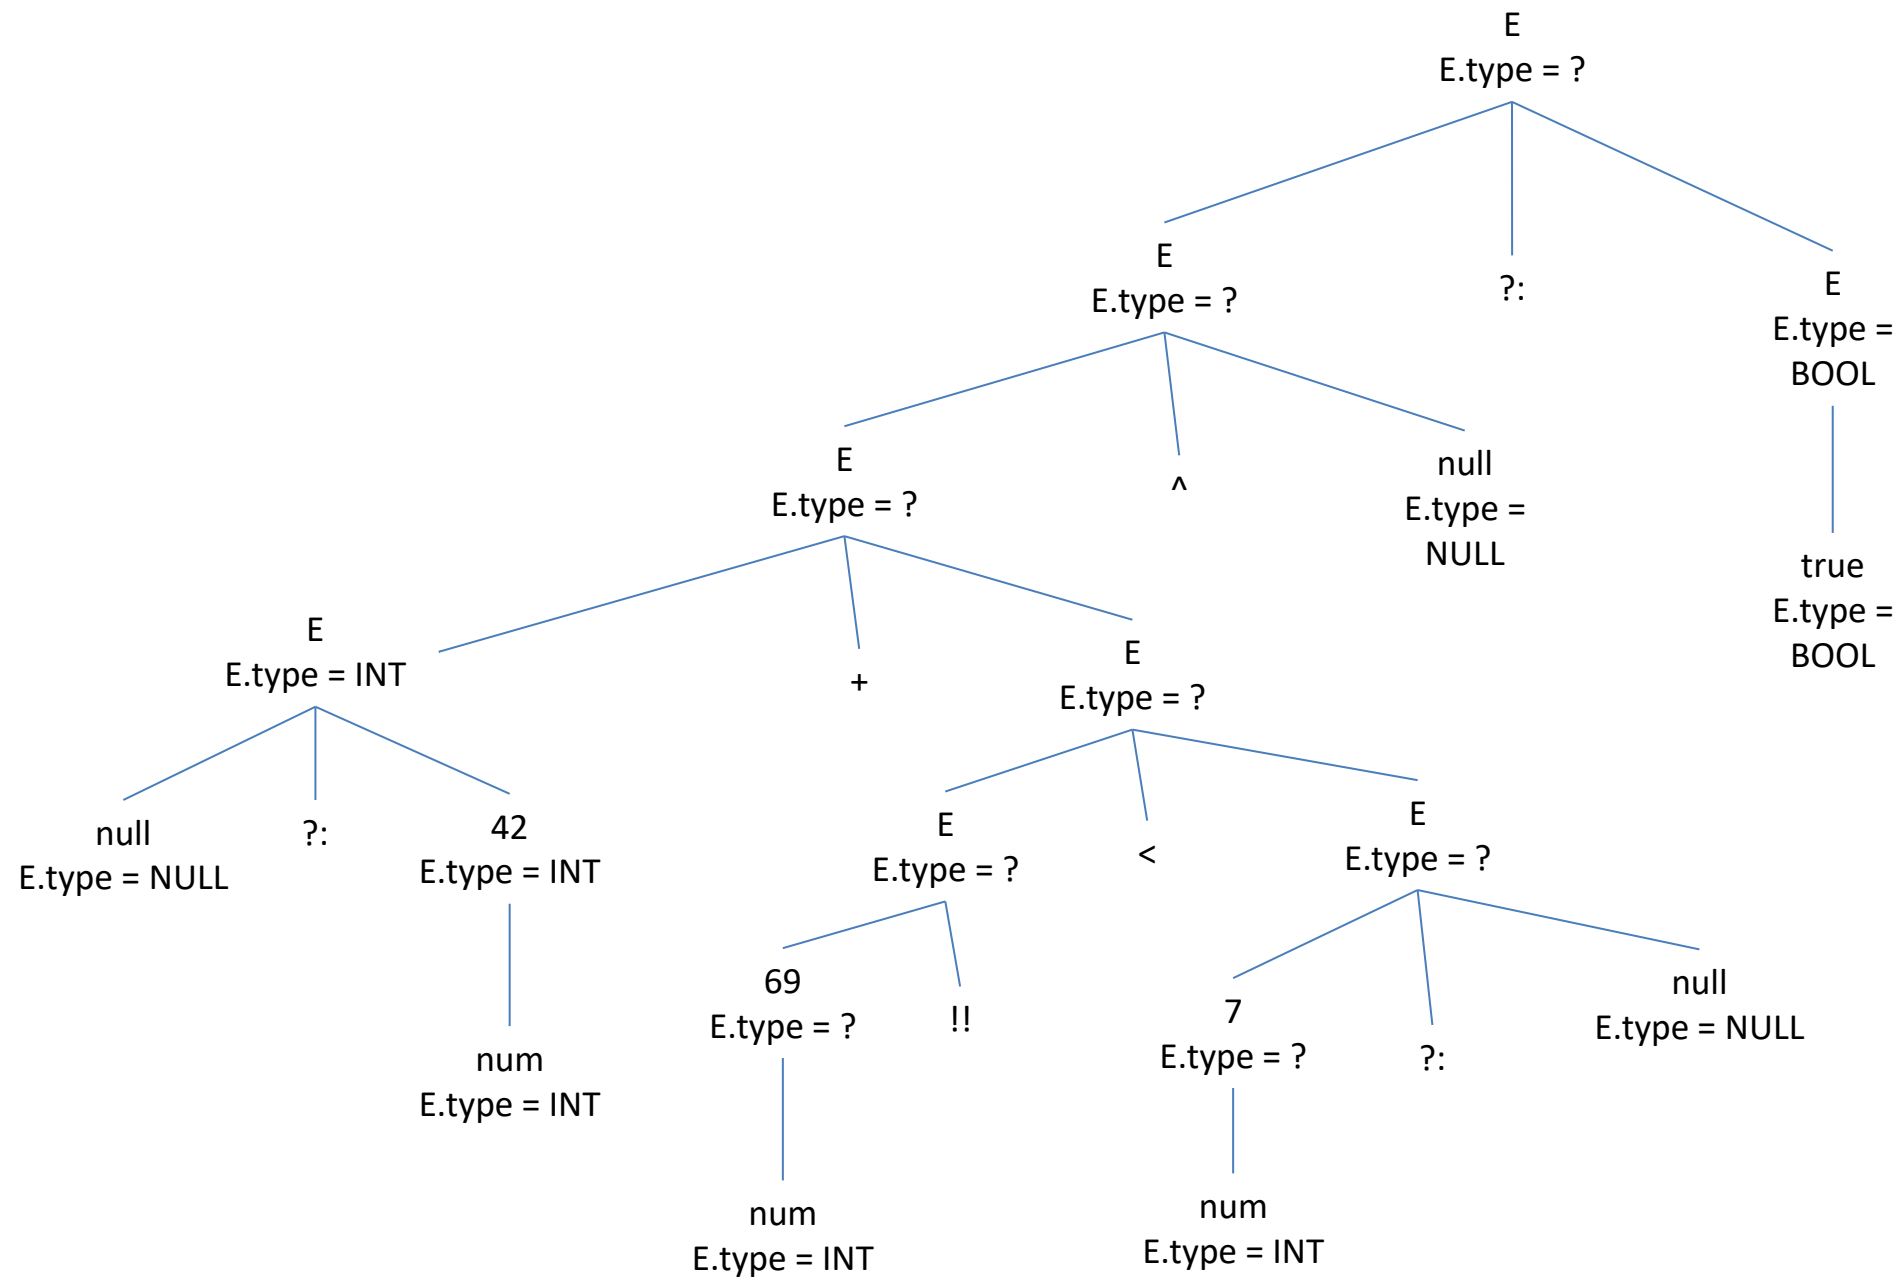 E
E.type = ?
E
E.type = ?
?:
E
E.type =
BOOL
E
E.type = ?
^
null
E.type =
NULL
true
E.type =
BOOL
E
E.type = INT
+
E
E.type = ?
null
E.type = NULL
?:
42
E.type = INT
E
E.type = ?
<
E
E.type = ?
num
E.type = INT
69
E.type = ?
!!
7
E.type = ?
?:
null
E.type = NULL
num
E.type = INT
num
E.type = INT